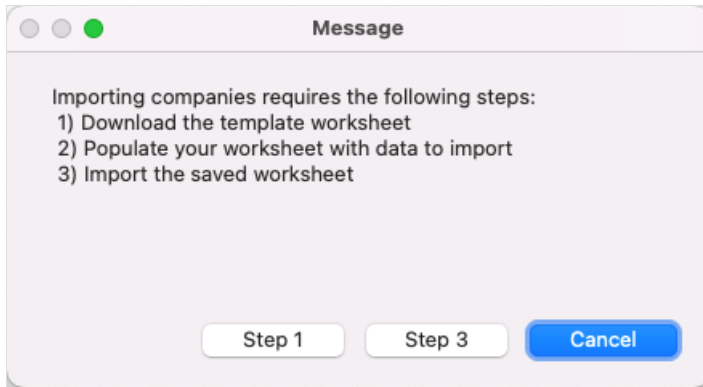 Message
Importing companies requires the following steps:
1) Download the template worksheet
2) Populate your worksheet with data to import
3) Import the saved worksheet
Step 1 Step 3 Cancel